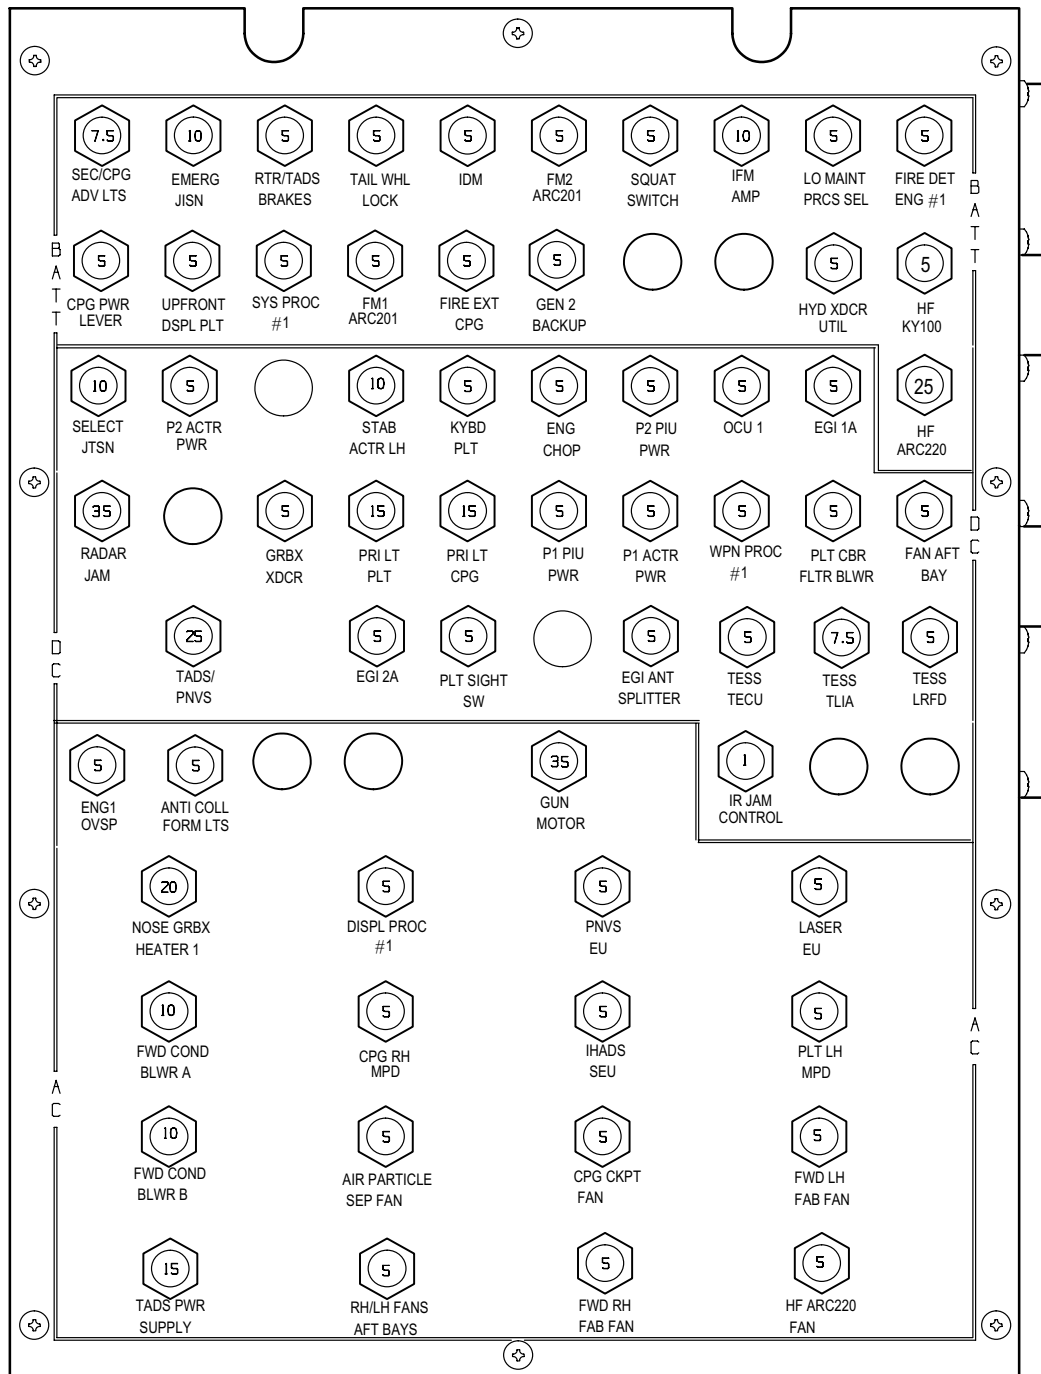 7.5 10 5 5 5 5 5 10 5 5
SEC/CPG
ADV LTS
EMERG
JISN
RTR/TADS
BRAKES
TAIL WHL
LOCK
IDM
FM2
ARC201
SQUAT
SWITCH
IFM
AMP
LO MAINT
PRCS SEL
FIRE DET
ENG #1
BATT
BATT
5 5 5 5 5 5 5 5
CPG PWR
LEVER
UPFRONT
DSPL PLT
SYS PROC
#1
FM1
ARC201
FIRE EXT
CPG
GEN 2
BACKUP
HYD XDCR
UTIL
HF
KY100
10 5 10 5 5 5 5 5 25
SELECT
JTSN
P2 ACTR
PWR
STAB
ACTR LH
KYBD
PLT
ENG
CHOP
P2 PIU
PWR
OCU 1
EGI 1A
HF
ARC220
35 5 15 15 5 5 5 5 5
RADAR
JAM
GRBX
XDCR
PRI LT
PLT
PRI LT
CPG
P1 PIU
PWR
P1 ACTR
PWR
WPN PROC
#1
PLT CBR
FLTR BLWR
FAN AFT
BAY
DC
DC
25 5 5 5 5 7.5 5
TADS/
PNVS
EGI 2A
PLT SIGHT
SW
EGI ANT
SPLITTER
TESS
TECU
TESS
TLIA
TESS
LRFD
5 5 35 1
ENG1
OVSP
ANTI COLL
FORM LTS
GUN
MOTOR
IR JAM
CONTROL
20 5 5 5
NOSE GRBX
HEATER 1
DISPL PROC
#1
PNVS
EU
LASER
EU
10 5 5 5
FWD COND
BLWR A
CPG RH
MPD
IHADS
SEU
PLT LH
MPD
AC
AC
10 5 5 5
FWD COND
BLWR B
AIR PARTICLE
SEP FAN
CPG CKPT
FAN
FWD LH
FAB FAN
15 5 5 5
TADS PWR
SUPPLY
RH/LH FANS
AFT BAYS
FWD RH
FAB FAN
HF ARC220
FAN